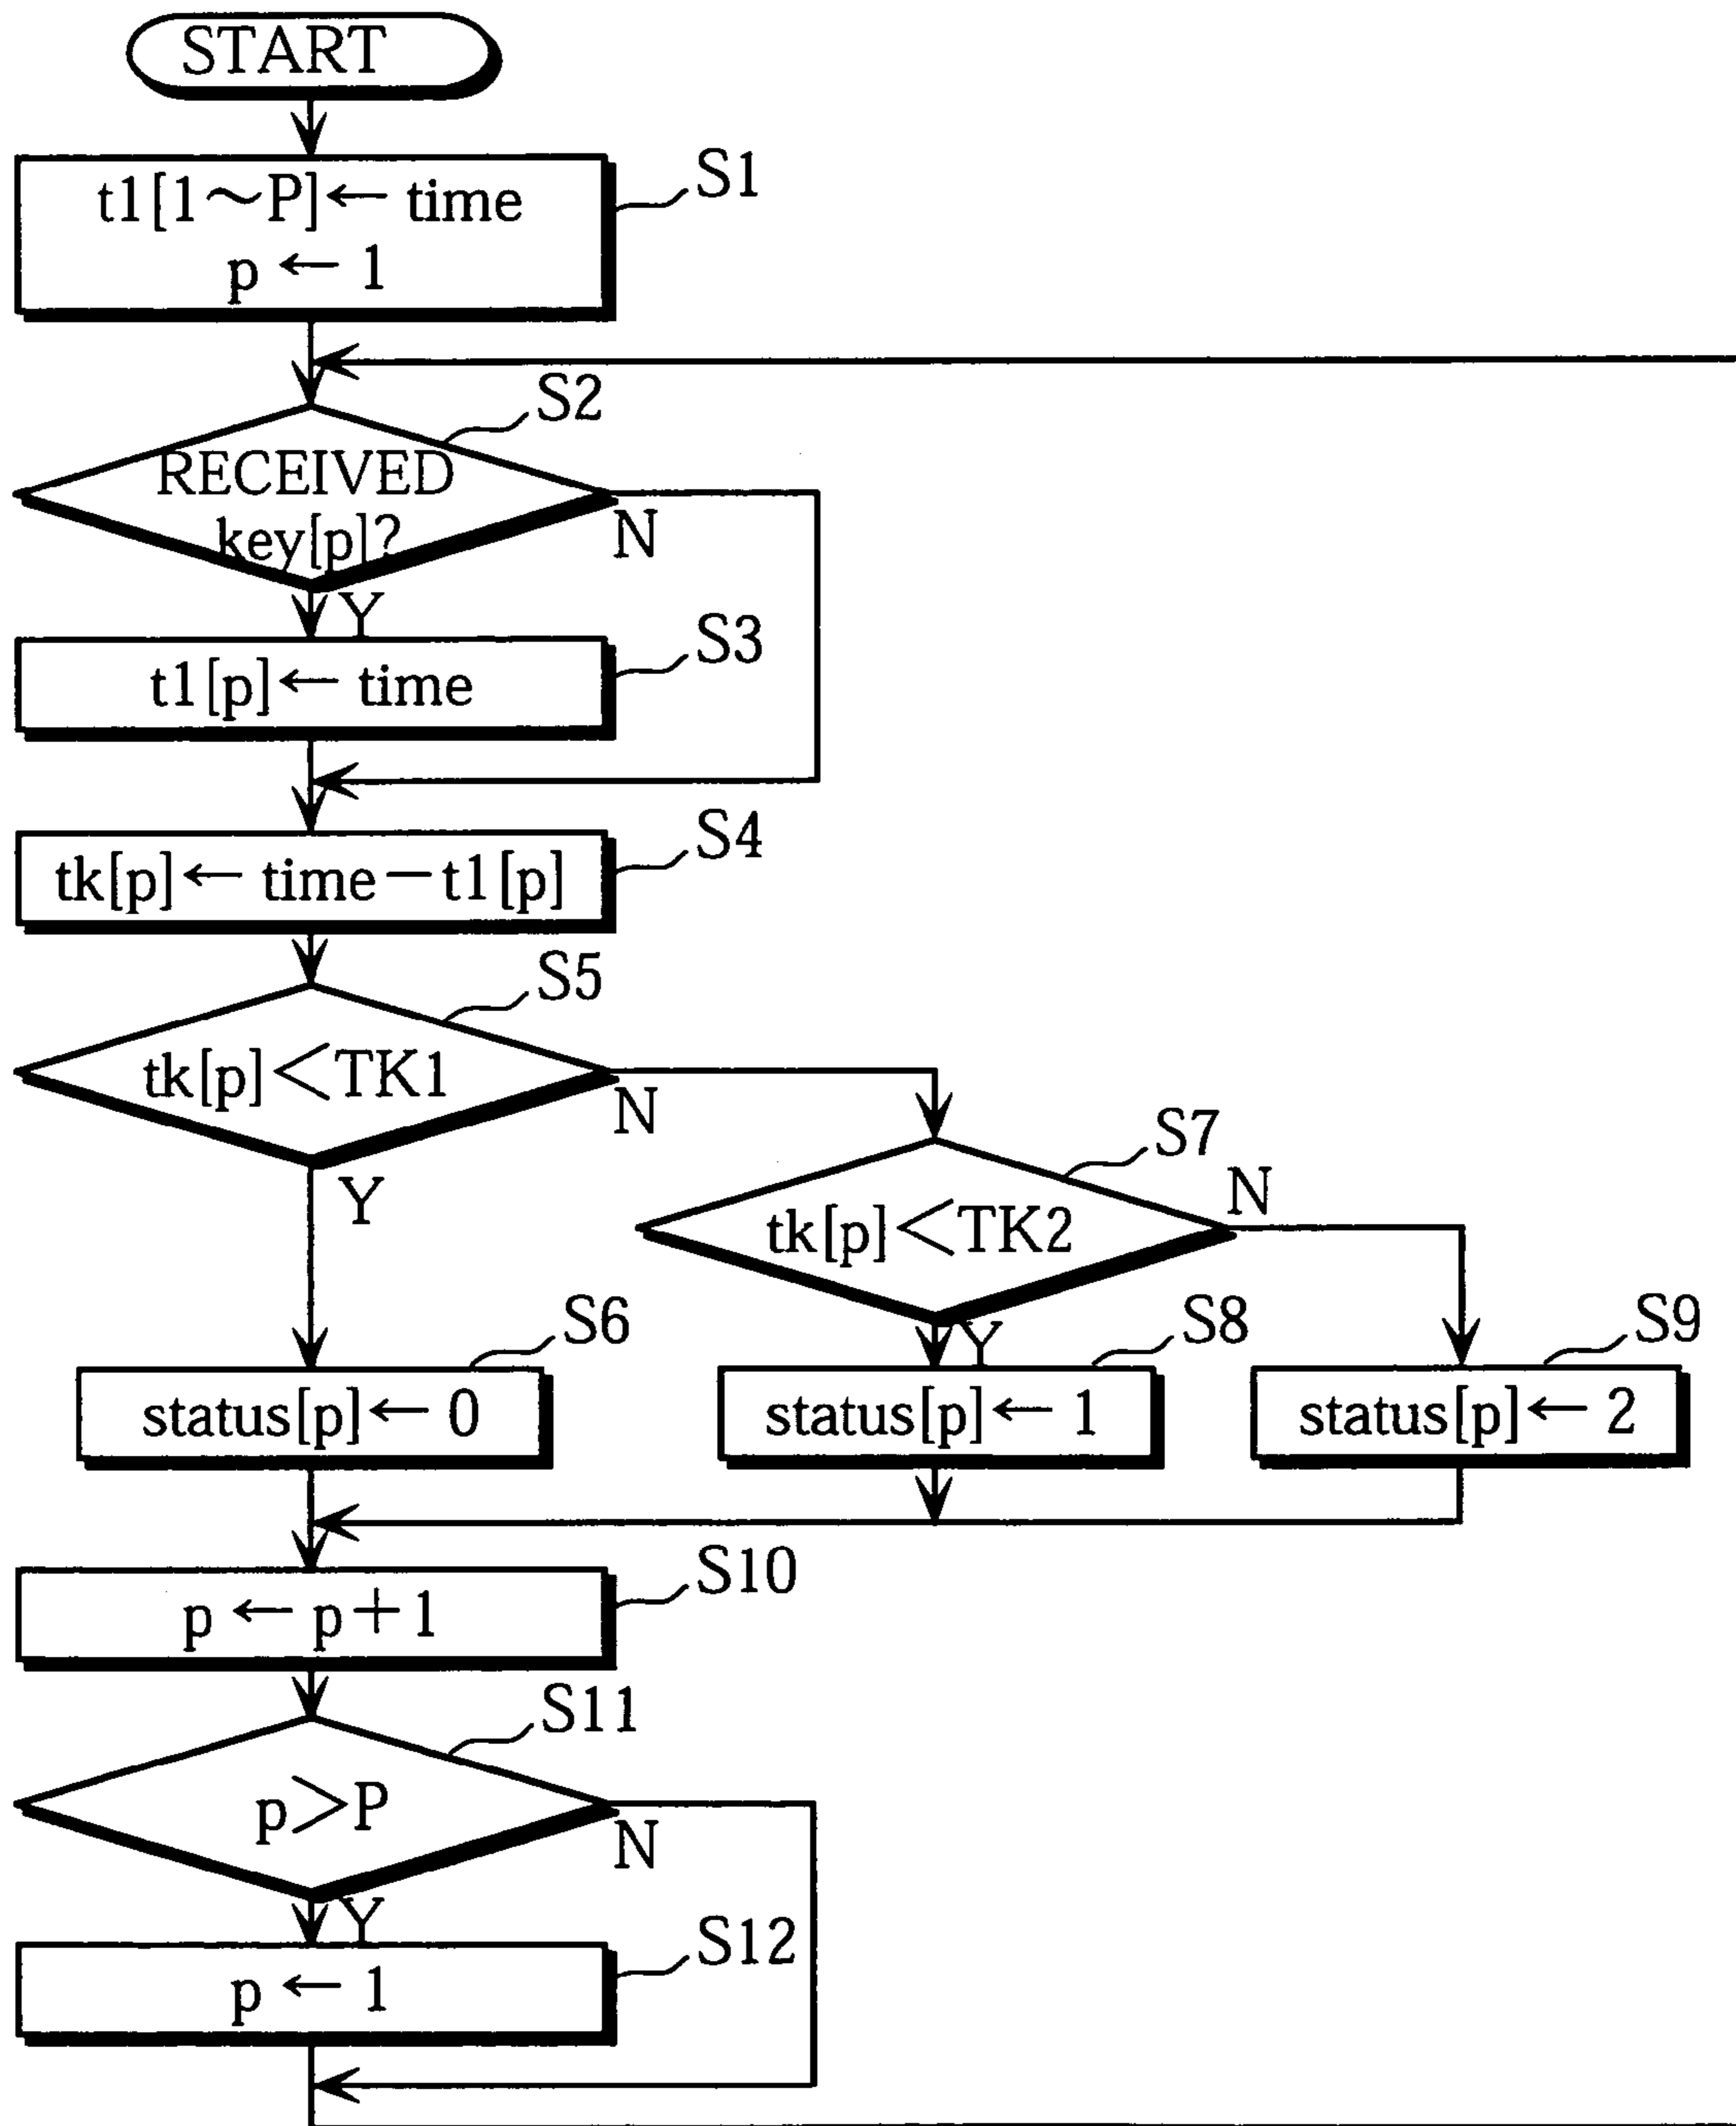 START
S1
t1[1～P]← time
p ← 1
S2
RECEIVED
key[p]?
N
Y
S3
t1[p]← time
S4
tk[p]← time－t1[p]
S5
tk[p]＜TK1
N
Y
S7
tk[p]＜TK2
N
Y
S6
status[p]← 0
S8
status[p]← 1
S9
status[p]← 2
S10
p ← p＋1
S11
p＞P
N
Y
S12
p ← 1